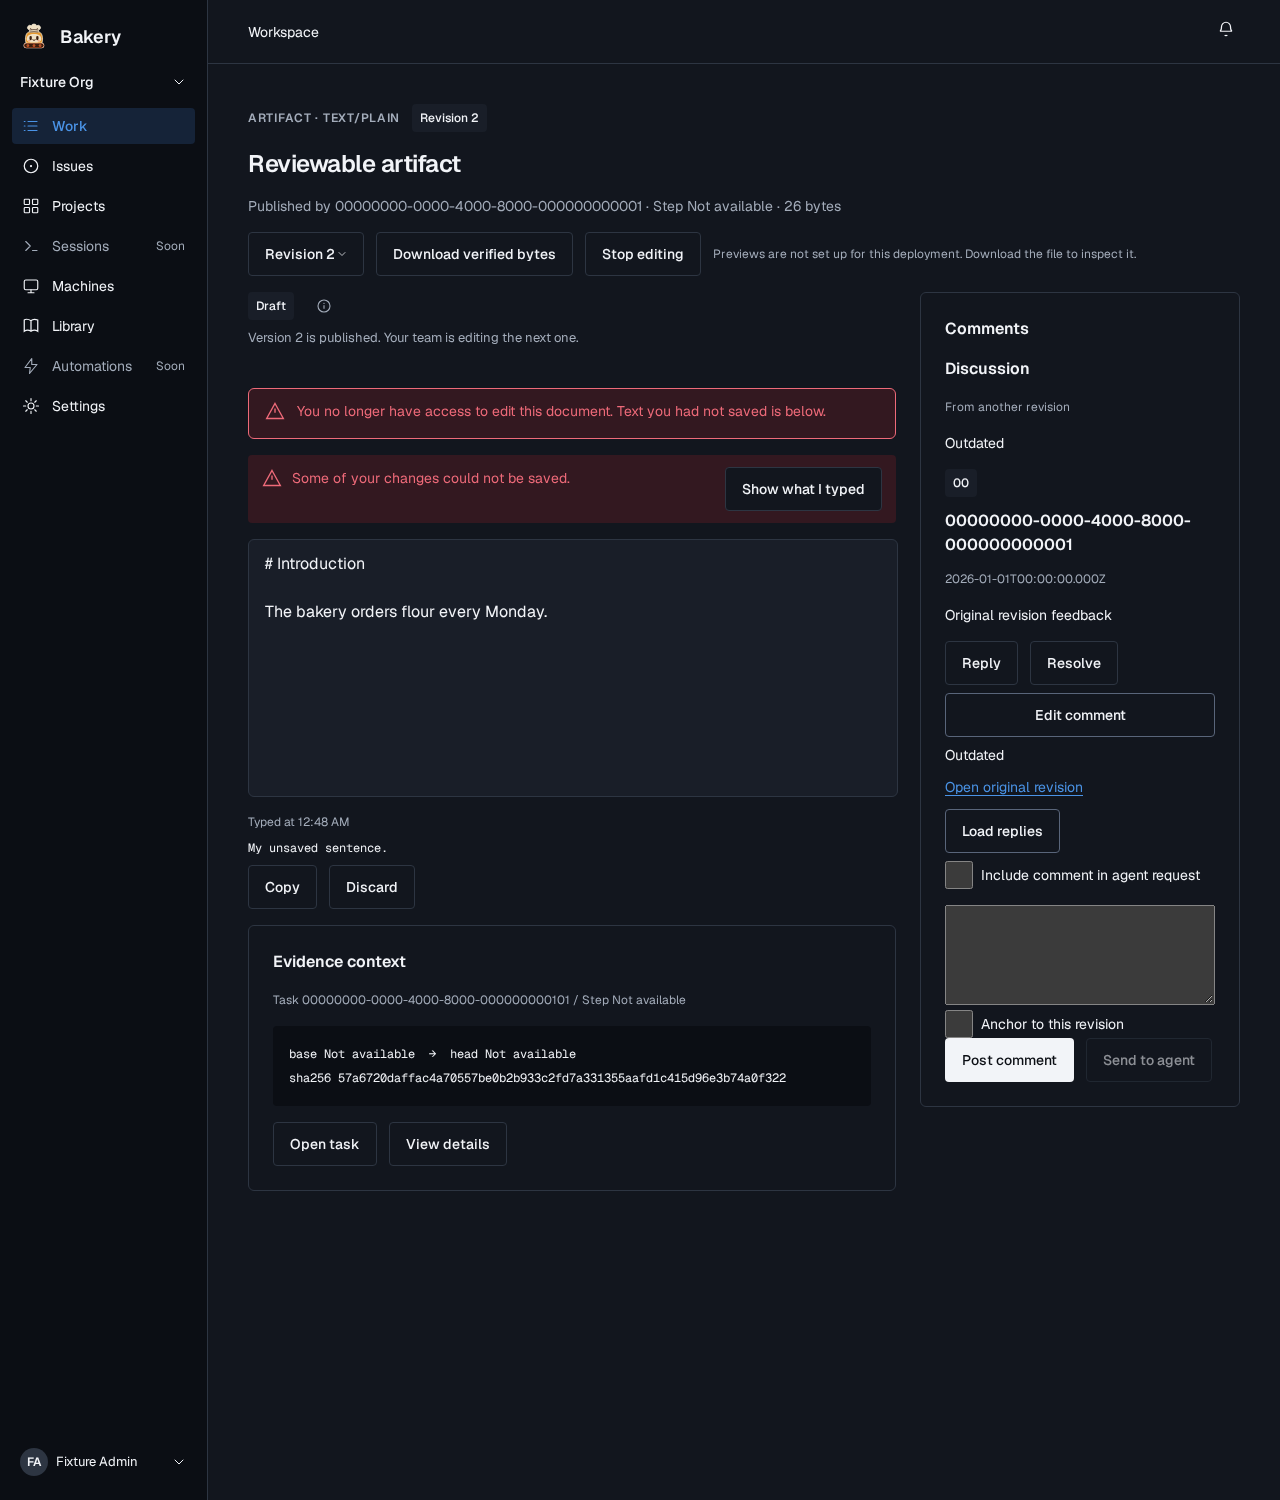 Bakery
Fixture Org
Work
Issues
Projects
Sessions Soon
Machines
Library
Automations Soon
Settings
FA Fixture Admin
Workspace
ARTIFACT · TEXT/PLAIN Revision 2
Reviewable artifact
Published by 00000000-0000-4000-8000-000000000001 · Step Not available · 26 bytes
Revision 2 Download verified bytes Stop editing Previews are not set up for this deployment. Download the file to inspect it.
Draft
Version 2 is published. Your team is editing the next one.
You no longer have access to edit this document. Text you had not saved is below.
Some of your changes could not be saved. Show what I typed
# Introduction
The bakery orders flour every Monday.
Typed at 12:48 AM
My unsaved sentence.
Copy Discard
Evidence context
Task 00000000-0000-4000-8000-000000000101 / Step Not available
base Not available → head Not available
sha256 57a6720daffac4a70557be0b2b933c2fd7a331355aafd1c415d96e3b74a0f322
Open task View details
Comments
Discussion
From another revision
Outdated
00
00000000-0000-4000-8000-
000000000001
2026-01-01T00:00:00.000Z
Original revision feedback
Reply Resolve
Edit comment
Outdated
Open original revision
Load replies
Include comment in agent request
Anchor to this revision
Post comment Send to agent